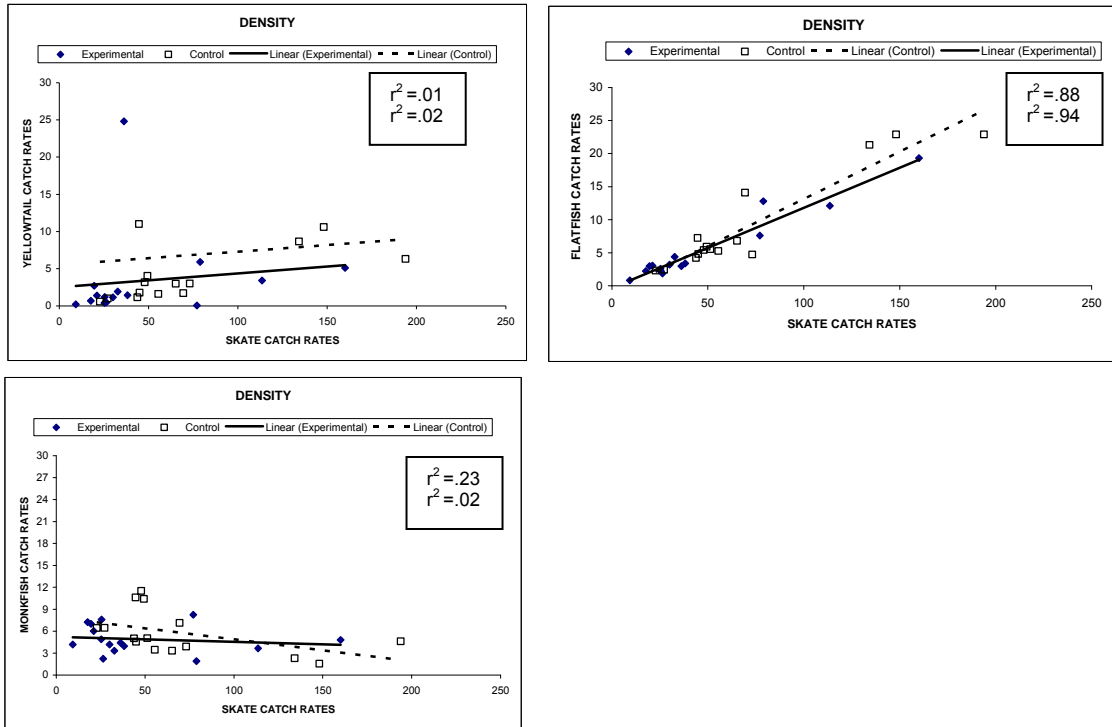 DENSITY
Experimental Control Linear (Experimental) Linear (Control)
r2 =.01
r2 =.02
YELLOWTAIL CATCH RATES
30
25
20
15
10
5
0
0 50 100 150 200 250
SKATE CATCH RATES
DENSITY
Experimental Control Linear (Control) Linear (Experimental)
r2 =.88
r2 =.94
FLATFISH CATCH RATES
30
25
20
15
10
5
0
0 50 100 150 200 250
SKATE CATCH RATES
DENSITY
Experimental Control Linear (Experimental) Linear (Control)
r2 =.23
r2 =.02
MONKFISH CATCH RATES
30
27
24
21
18
15
12
9
6
3
0
0 50 100 150 200 250
SKATE CATCH RATES